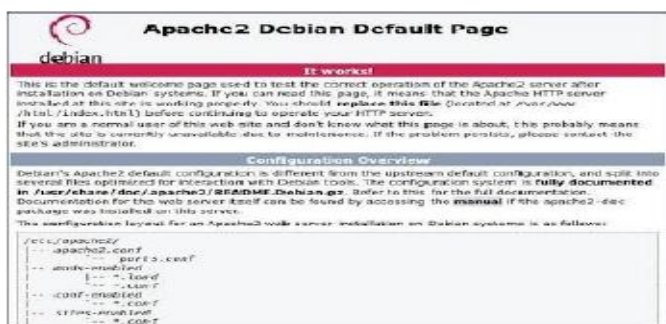 Apache2 Debian Default Page
debian
It works!
This is the default welcome page used to test the correct operation of the Apache2 server after
installation on Debian systems. If you can read this page, it means that the Apache HTTP server
installed at this site is working properly. You should replace this file (located at /var/www
/html/index.html) before continuing to operate your HTTP server.
If you are a normal user of this web site and don't know what this page is about, this probably means
that the site is currently unavailable due to maintenance. If the problem persists, please contact the
site's administrator.
Configuration Overview
Debian's Apache2 default configuration is different from the upstream default configuration, and split into
several files optimized for interaction with Debian tools. The configuration system is fully documented
in /usr/share/doc/apache2/README.Debian.gz. Refer to this for the full documentation.
Documentation for the web server itself can be found by accessing the manual if the apache2-doc
package was installed on this server.
The configuration layout for an Apache2 web server installation on Debian systems is as follows:
/etc/apache2/
|-- apache2.conf
|   `-- ports.conf
|-- mods-enabled
|   |-- *.load
|   `-- *.conf
|-- conf-enabled
|   `-- *.conf
|-- sites-enabled
|   `-- *.conf